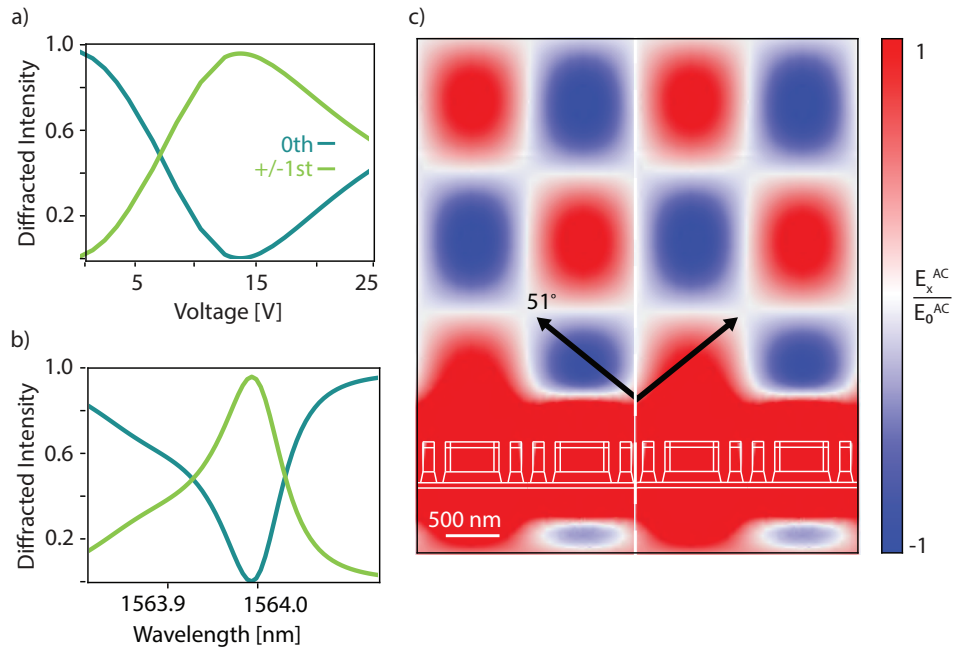 a)
1.0
0.6
0.2
Diffracted Intensity
0th
+/-1st
5
15
25
Voltage [V]
b)
1.0
0.6
0.2
Diffracted Intensity
1563.9
1564.0
Wavelength [nm]
c)
51°
500 nm
1
-1
E_x^AC
E_0^AC